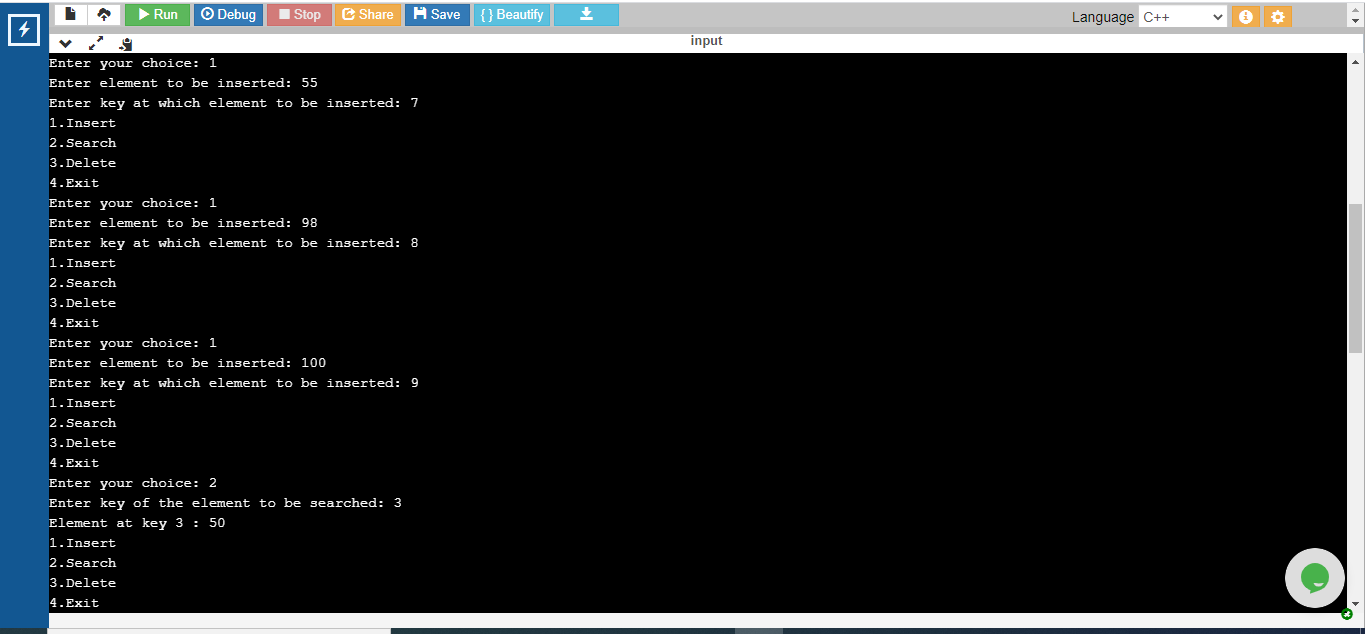 Run Debug Stop Share Save { } Beautify Language C++
input
Enter your choice: 1
Enter element to be inserted: 55
Enter key at which element to be inserted: 7
1.Insert
2.Search
3.Delete
4.Exit
Enter your choice: 1
Enter element to be inserted: 98
Enter key at which element to be inserted: 8
1.Insert
2.Search
3.Delete
4.Exit
Enter your choice: 1
Enter element to be inserted: 100
Enter key at which element to be inserted: 9
1.Insert
2.Search
3.Delete
4.Exit
Enter your choice: 2
Enter key of the element to be searched: 3
Element at key 3 : 50
1.Insert
2.Search
3.Delete
4.Exit